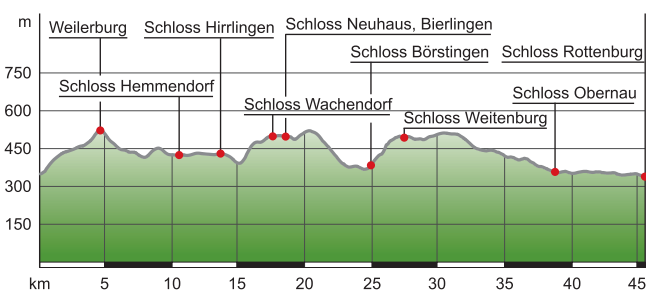 m
Weilerburg
Schloss Hirrlingen
Schloss Neuhaus, Bierlingen
Schloss Börstingen
Schloss Rottenburg
750
Schloss Hemmendorf
Schloss Wachendorf
Schloss Obernau
600
Schloss Weitenburg
450
300
150
km 5 10 15 20 25 30 35 40 45